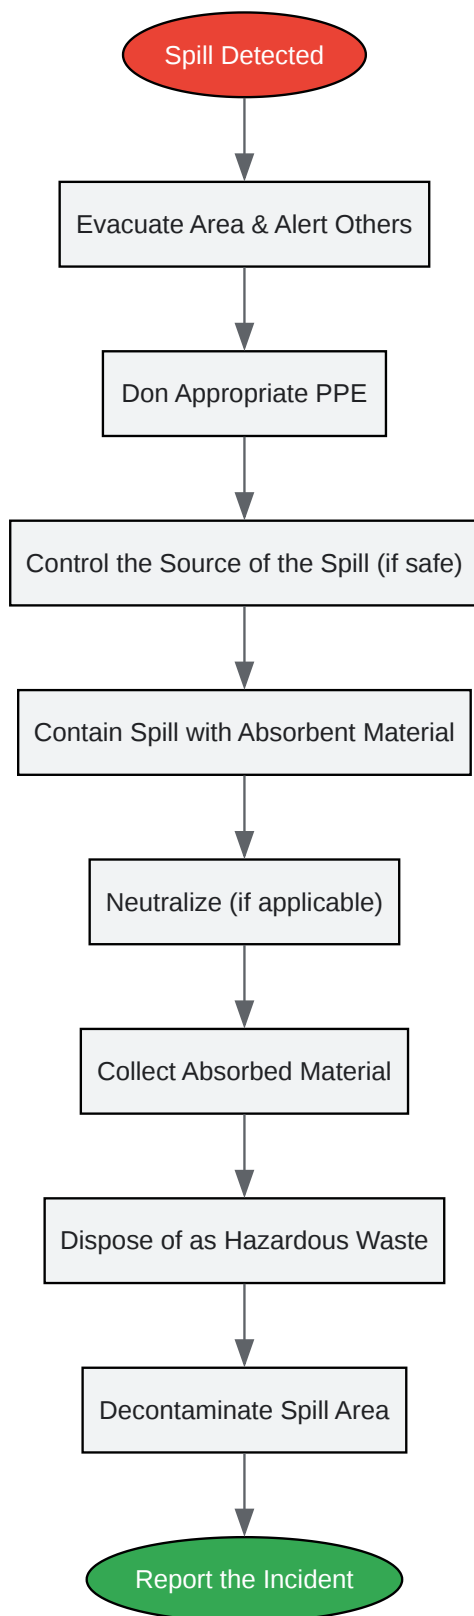 Spill Detected
Evacuate Area & Alert Others
Don Appropriate PPE
Control the Source of the Spill (if safe)
Contain Spill with Absorbent Material
Neutralize (if applicable)
Collect Absorbed Material
Dispose of as Hazardous Waste
Decontaminate Spill Area
Report the Incident